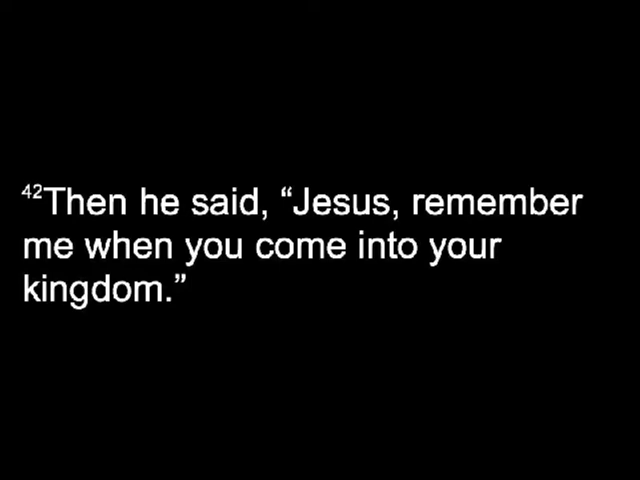 ⁴²Then he said, “Jesus, remember
me when you come into your
kingdom.”